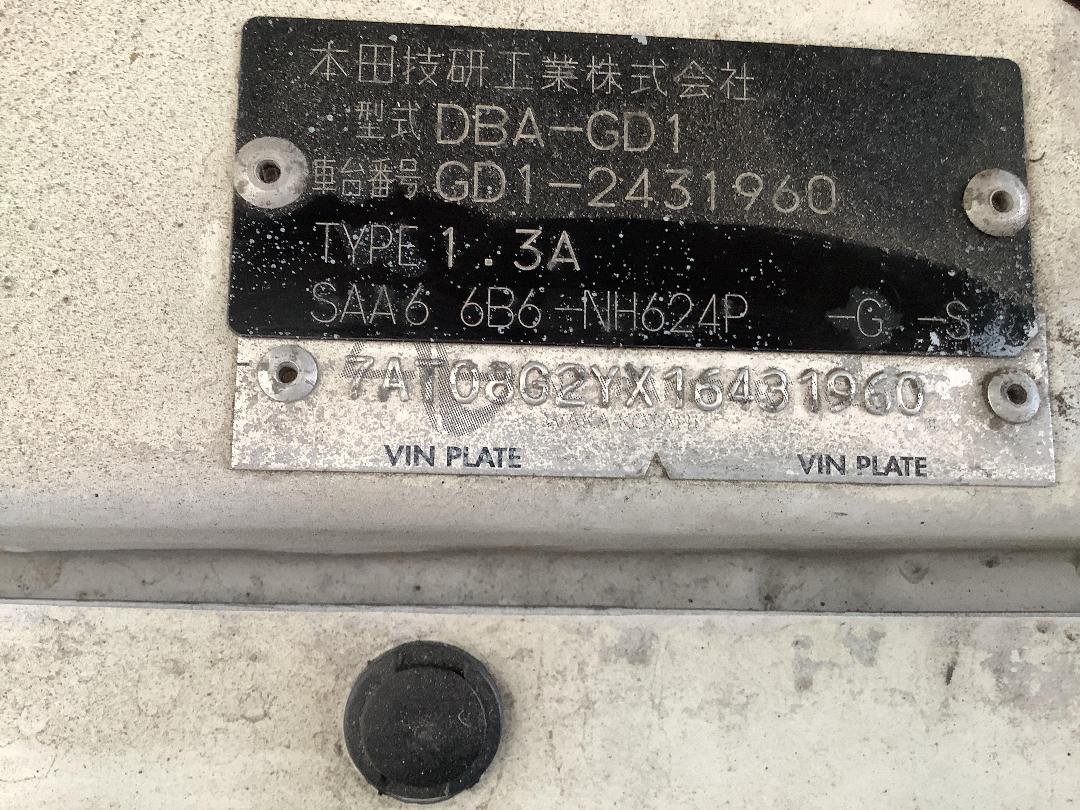 本田技研工業株式会社
型式 DBA-GD1
車台番号 GD1-2431960
TYPE 1.3A
SAA6 6B6-NH624P -G -S
7AT08G2YX16431960
VIN PLATE VIN PLATE